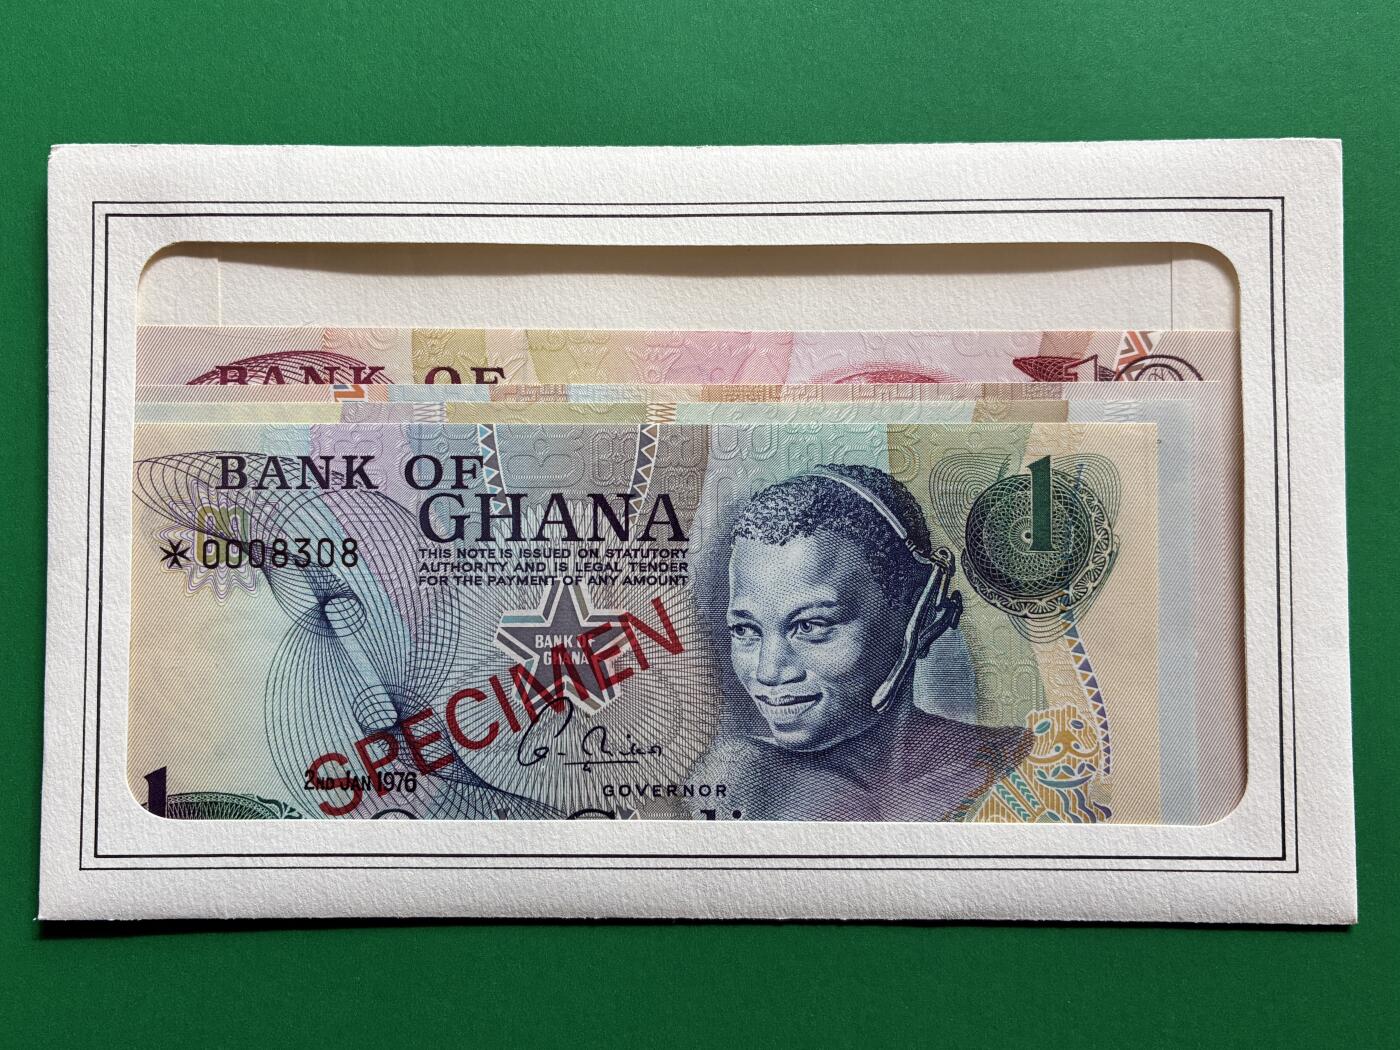 BANK OF
BANK OF
GHANA
1
✶0008308
THIS NOTE IS ISSUED ON STATUTORY
AUTHORITY AND IS LEGAL TENDER
FOR THE PAYMENT OF ANY AMOUNT
BANK OF
GHANA
SPECIMEN
2ND JAN 1976
GOVERNOR
1